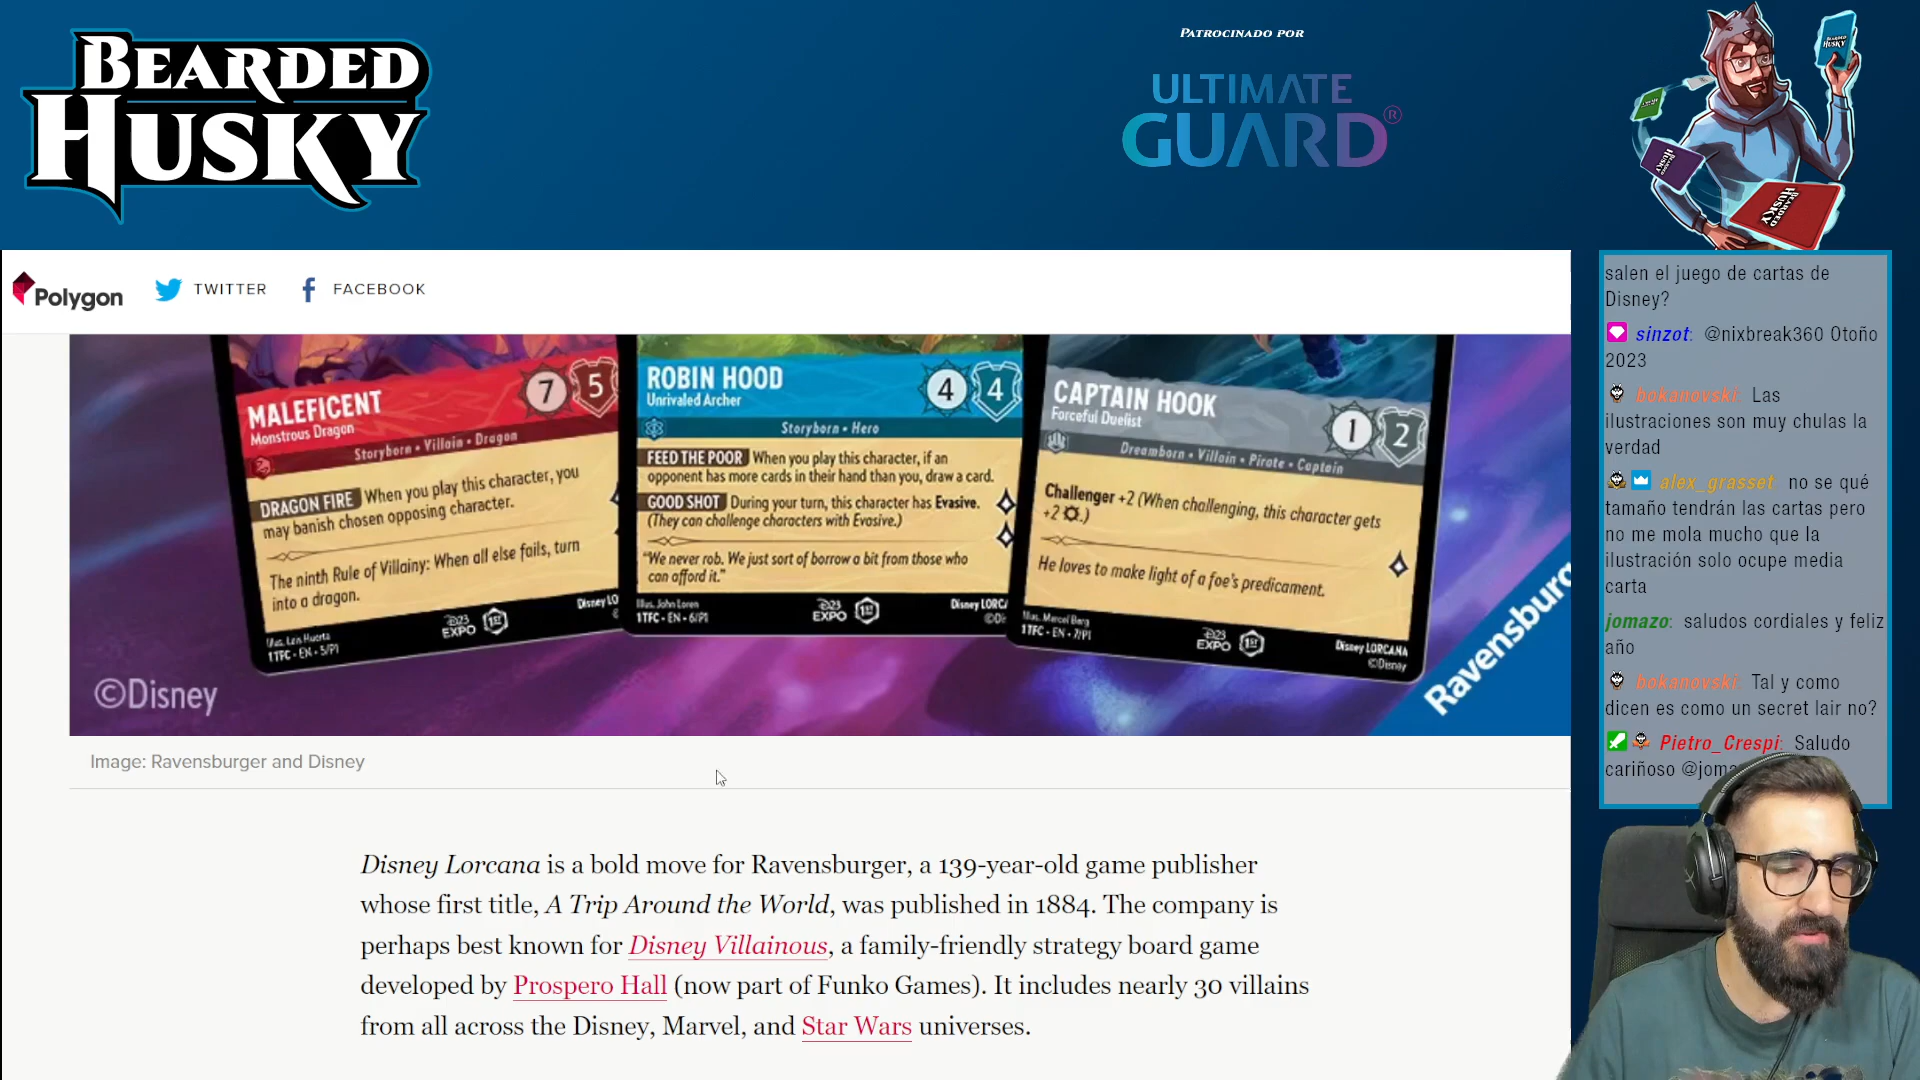 BEARDED
HUSKY
PATROCINADO POR
ULTIMATE
GUARD®
BEARDED
HUSKY
BEARDED
HUSKY
BEARDED
HUSKY
Polygon
TWITTER
FACEBOOK
MALEFICENT
Monstrous Dragon
7
5
Storyborn • Villain • Dragon
DRAGON FIRE When you play this character, you
may banish chosen opposing character.
The ninth Rule of Villainy: When all else fails, turn
into a dragon.
Illus. Luis Huerta
1TFC • EN • 5/P1
D23
EXPO
1ST
Disney LO
ROBIN HOOD
Unrivaled Archer
4
4
Storyborn • Hero
FEED THE POOR When you play this character, if an
opponent has more cards in their hand than you, draw a card.
GOOD SHOT During your turn, this character has Evasive.
(They can challenge characters with Evasive.)
"We never rob. We just sort of borrow a bit from those who
can afford it."
Illus. John Loren
1TFC • EN • 6/P1
D23
EXPO
1ST
Disney LORCA
©Di
CAPTAIN HOOK
Forceful Duelist
1
2
Dreamborn • Villain • Pirate • Captain
Challenger +2 (When challenging, this character gets
+2 .)
He loves to make light of a foe's predicament.
Illus. Marcel Berg
1TFC • EN • 7/P1
D23
EXPO
1ST
Disney LORCANA
©Disney
©Disney
Ravensburg
Image: Ravensburger and Disney
Disney Lorcana is a bold move for Ravensburger, a 139-year-old game publisher
whose first title, A Trip Around the World, was published in 1884. The company is
perhaps best known for Disney Villainous, a family-friendly strategy board game
developed by Prospero Hall (now part of Funko Games). It includes nearly 30 villains
from all across the Disney, Marvel, and Star Wars universes.
salen el juego de cartas de
Disney?
sinzot: @nixbreak360 Otoño
2023
bokanovski: Las
ilustraciones son muy chulas la
verdad
alex_grasset no se qué
tamaño tendrán las cartas pero
no me mola mucho que la
ilustración solo ocupe media
carta
jomazo: saludos cordiales y feliz
año
bokanovski: Tal y como
dicen es como un secret lair no?
Pietro_Crespi: Saludo
cariñoso @joma